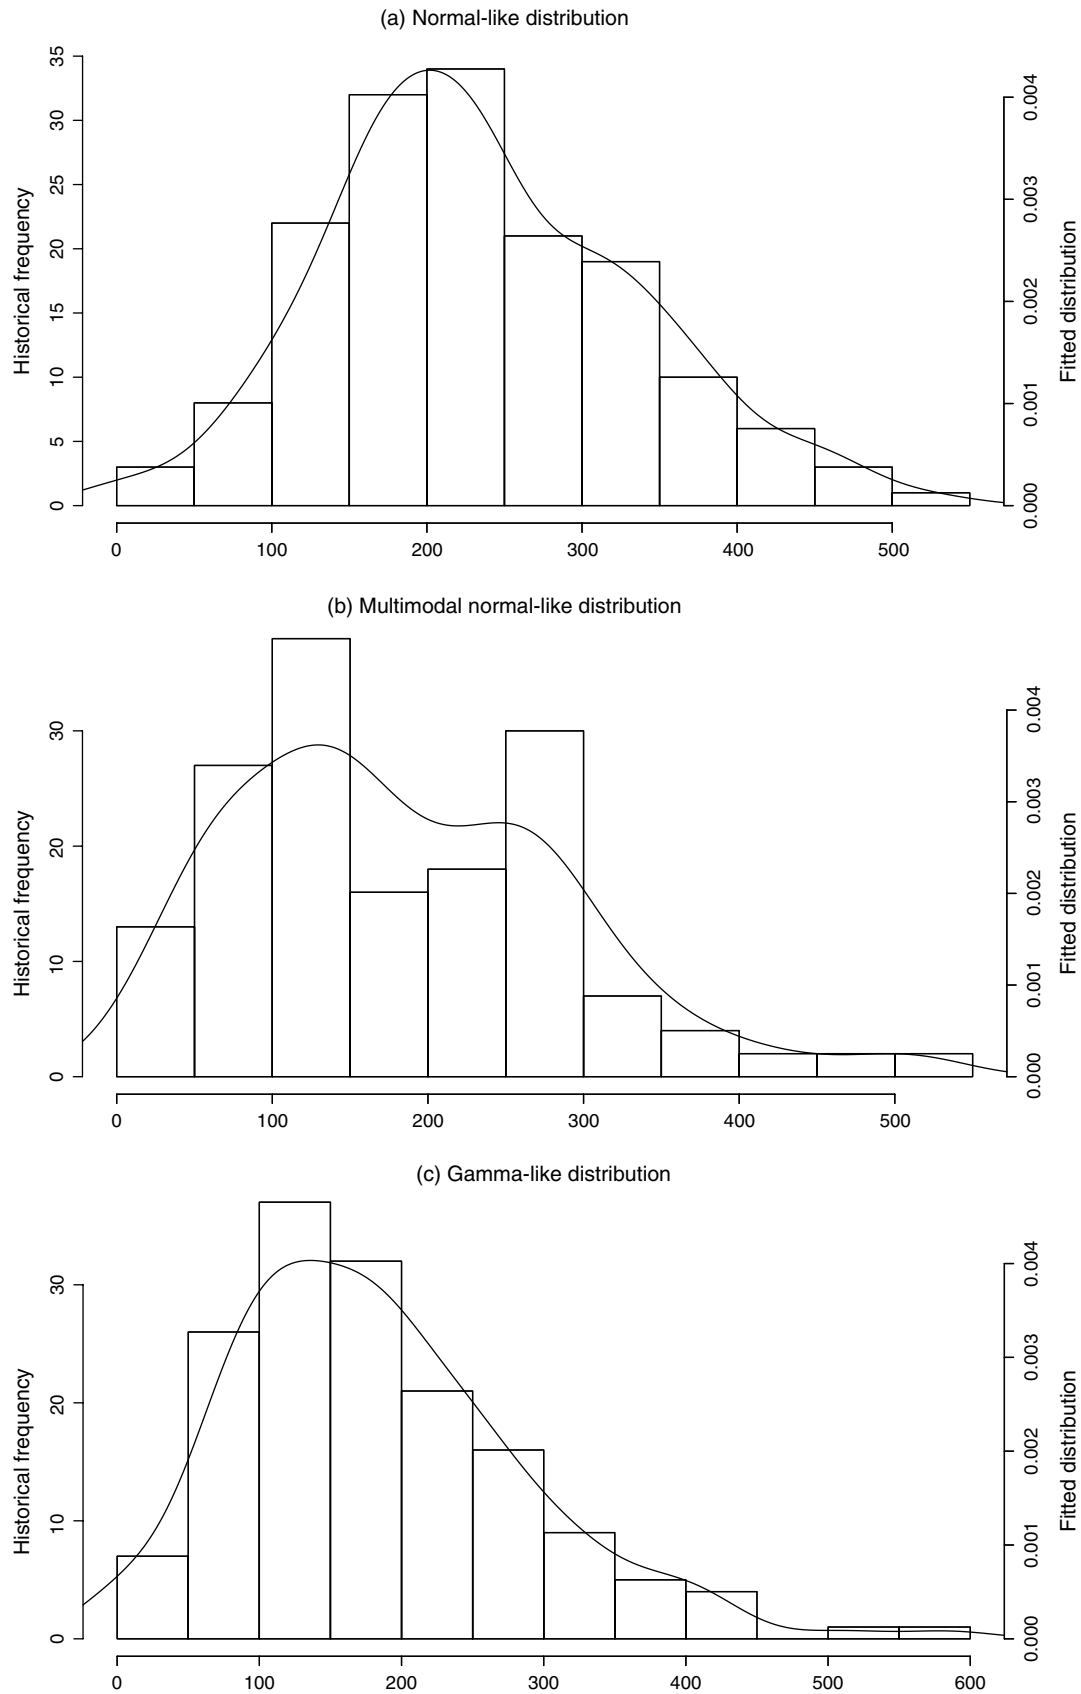 (a) Normal-like distribution
35
30
25
20
15
10
5
0
Historical frequency
0.004
0.003
0.002
0.001
0.000
Fitted distribution
0 100 200 300 400 500
(b) Multimodal normal-like distribution
30
20
10
0
Historical frequency
0.004
0.003
0.002
0.001
0.000
Fitted distribution
0 100 200 300 400 500
(c) Gamma-like distribution
30
20
10
0
Historical frequency
0.004
0.003
0.002
0.001
0.000
Fitted distribution
0 100 200 300 400 500 600